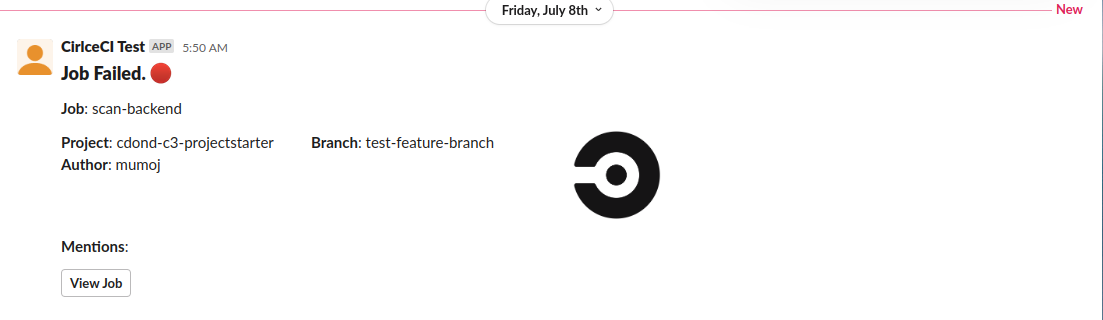 Friday, July 8th
New
CirlceCI Test APP 5:50 AM
Job Failed.
Job: scan-backend
Project: cdond-c3-projectstarter Branch: test-feature-branch
Author: mumoj
Mentions:
View Job